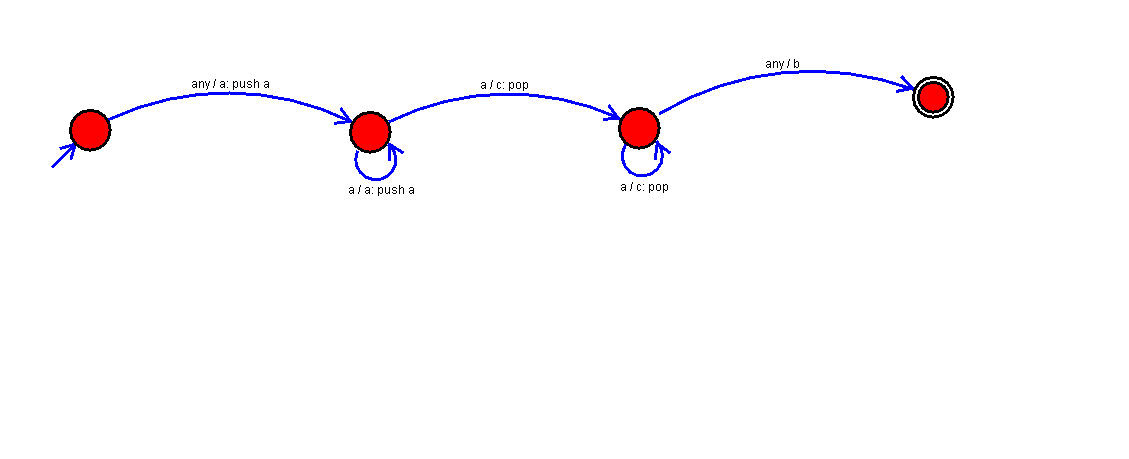 any / a: push a
a / c: pop
any / b
a / a: push a
a / c: pop